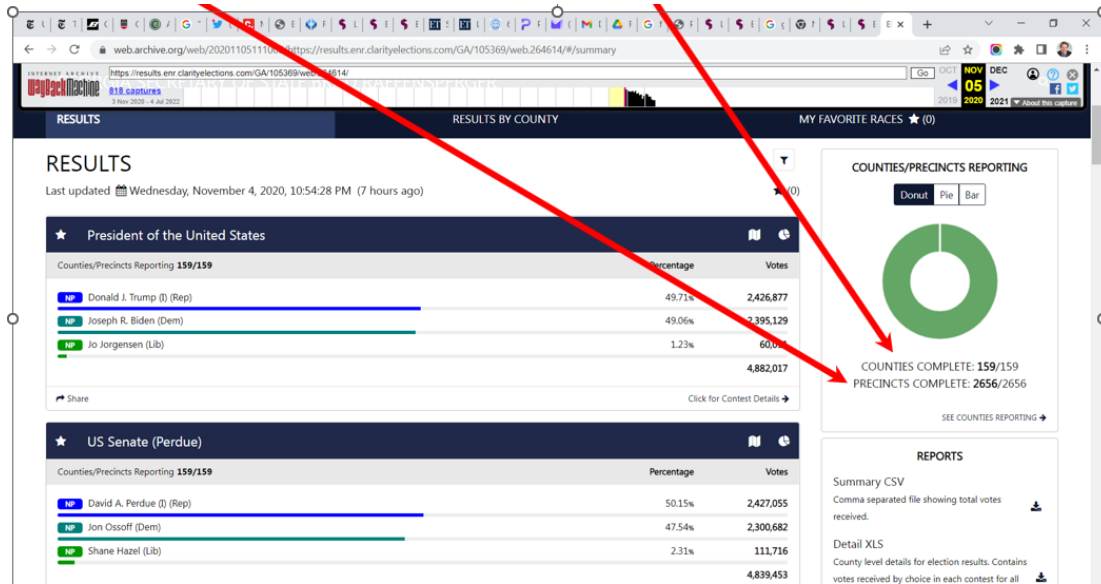 web.archive.org/web/20201105111
https://results.enr.clarityelections.com/GA/105369/web.264614/#/summary
INTERNET ARCHIVE
WayBackMachine
https://results.enr.clarityelections.com/GA/105369/web.264614/
Go
OCT NOV DEC
818 captures
05
3 Nov 2020 - 4 Jul 2022
2019 2020 2021
About this capture
SECRETARY OF STATE
RAFFENSPERGER
RESULTS
RESULTS BY COUNTY
MY FAVORITE RACES (0)
RESULTS
Last updated Wednesday, November 4, 2020, 10:54:28 PM (7 hours ago)
(0)
President of the United States
Counties/Precincts Reporting 159/159
Percentage Votes
NP Donald J. Trump (I) (Rep) 49.71% 2,426,877
NP Joseph R. Biden (Dem) 49.06% 2,395,129
NP Jo Jorgensen (Lib) 1.23%
4,882,017
Share
Click for Contest Details
US Senate (Perdue)
Counties/Precincts Reporting 159/159
Percentage Votes
NP David A. Perdue (I) (Rep) 50.15% 2,427,055
NP Jon Ossoff (Dem) 47.54% 2,300,682
NP Shane Hazel (Lib) 2.31% 111,716
4,839,453
COUNTIES/PRECINCTS REPORTING
Donut Pie Bar
COUNTIES COMPLETE: 159/159
PRECINCTS COMPLETE: 2656/2656
SEE COUNTIES REPORTING
REPORTS
Summary CSV
Comma separated file showing total votes
received.
Detail XLS
County level details for election results. Contains
votes received by choice in each contest for all